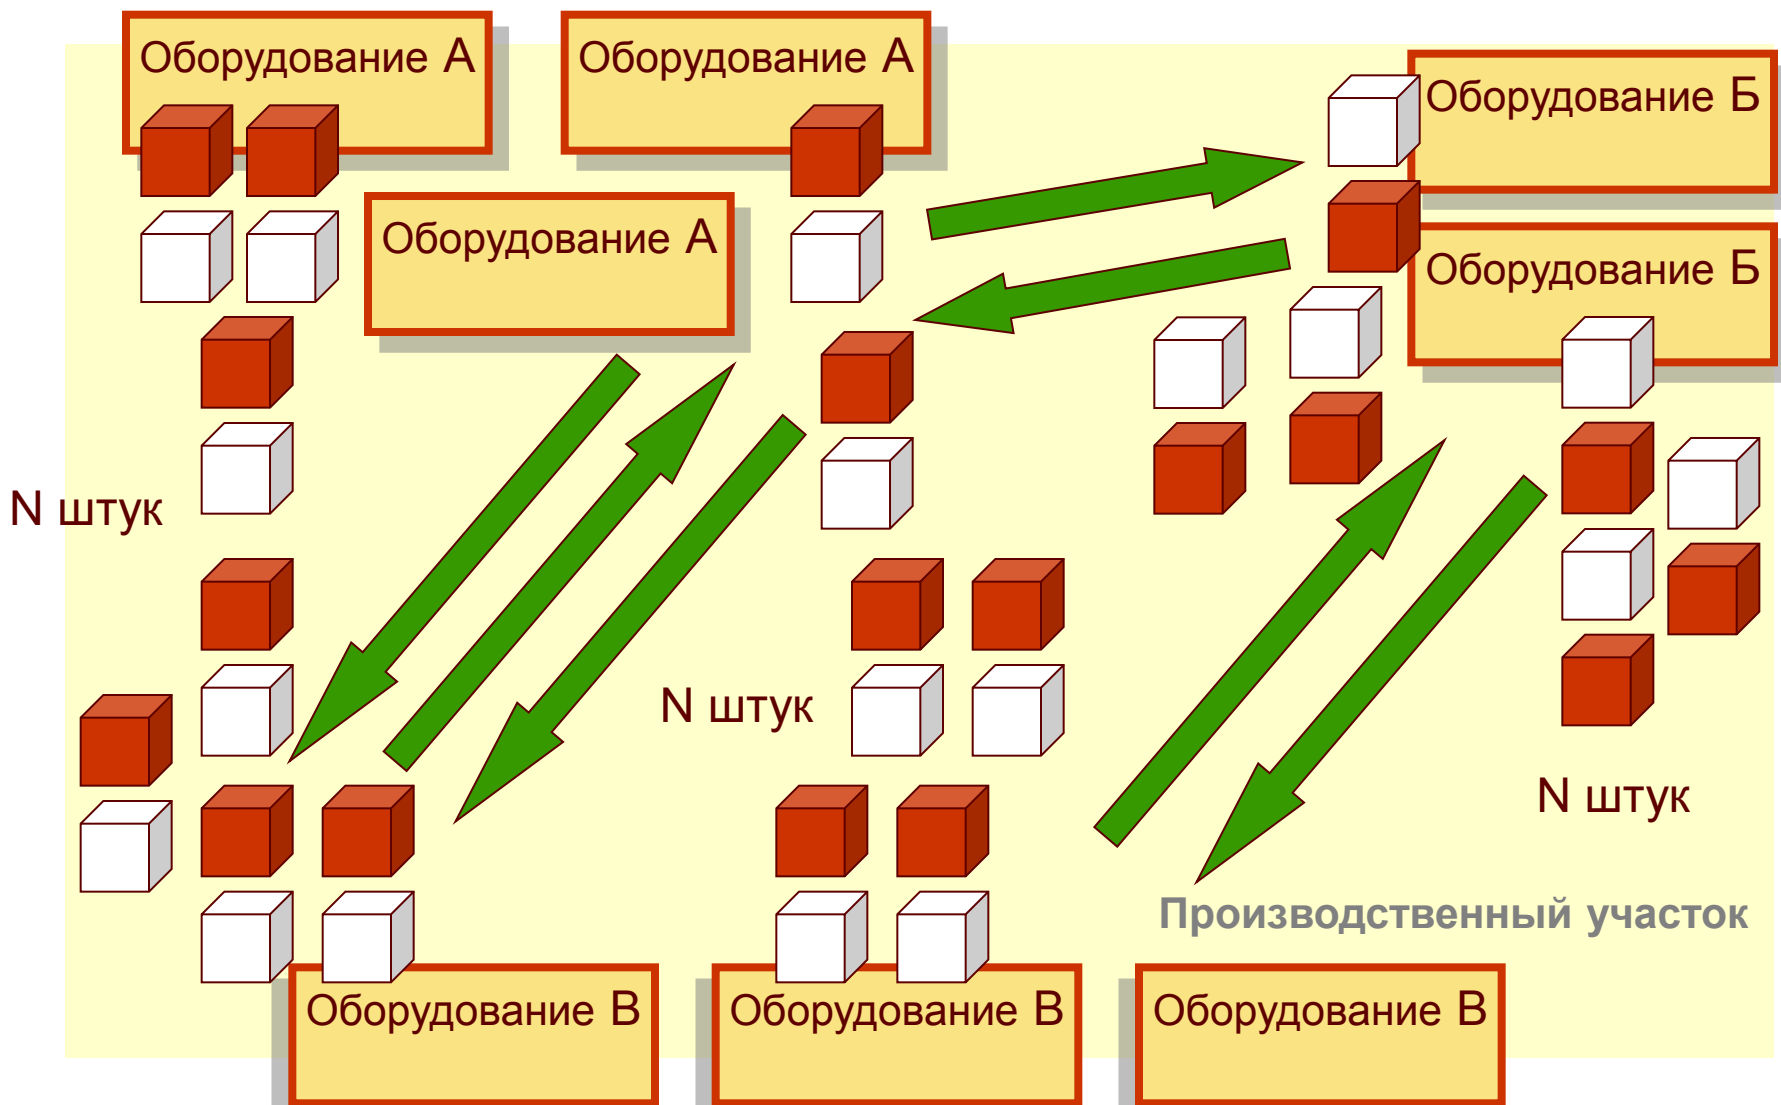 Оборудование А
Оборудование А
Оборудование Б
Оборудование А
Оборудование Б
N штук
N штук
N штук
Производственный участок
Оборудование В
Оборудование В
Оборудование В